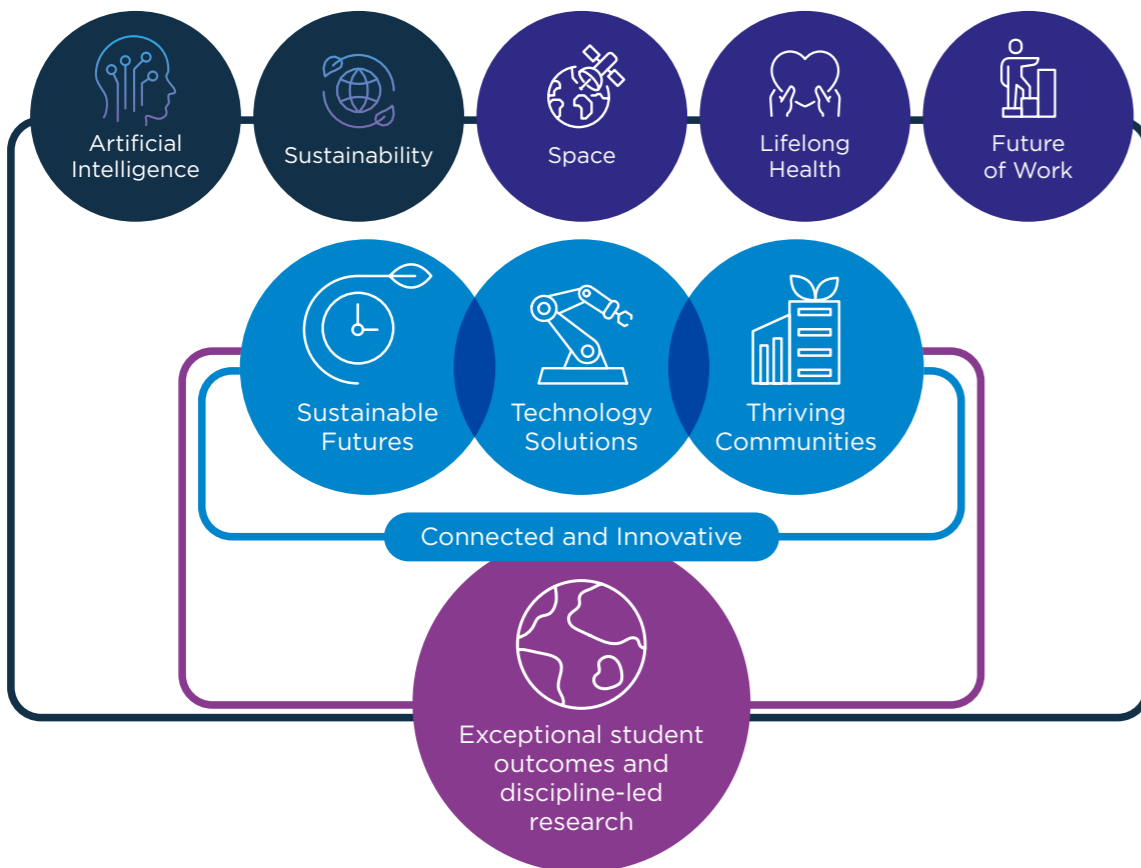 Artificial
Intelligence
Sustainability
Space
Lifelong
Health
Future
of Work
Sustainable
Futures
Technology
Solutions
Thriving
Communities
Connected and Innovative
Exceptional student
outcomes and
discipline-led
research